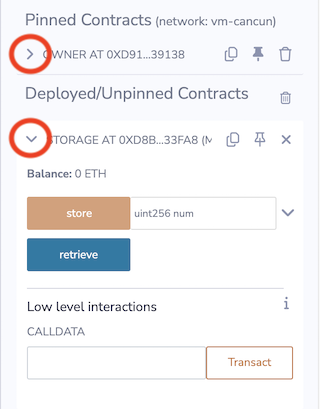 Pinned Contracts (network: vm-cancun)
OWNER AT 0XD91...39138
Deployed/Unpinned Contracts
STORAGE AT 0XD8B...33FA8 (M
Balance: 0 ETH
store uint256 num
retrieve
Low level interactions i
CALLDATA
Transact